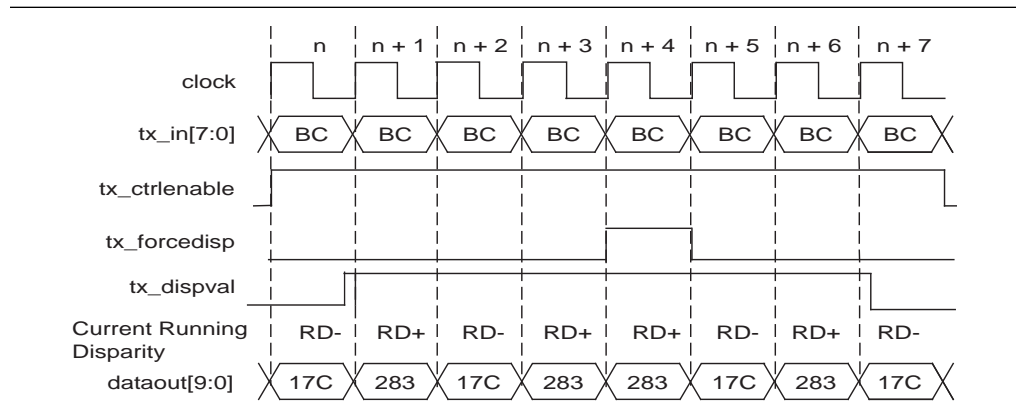 n n + 1 n + 2 n + 3 n + 4 n + 5 n + 6 n + 7
clock
tx_in[7:0] BC BC BC BC BC BC BC BC
tx_ctrlenable
tx_forcedisp
tx_dispval
Current Running
Disparity RD- RD+ RD- RD+ RD+ RD- RD+ RD-
dataout[9:0] 17C 283 17C 283 283 17C 283 17C